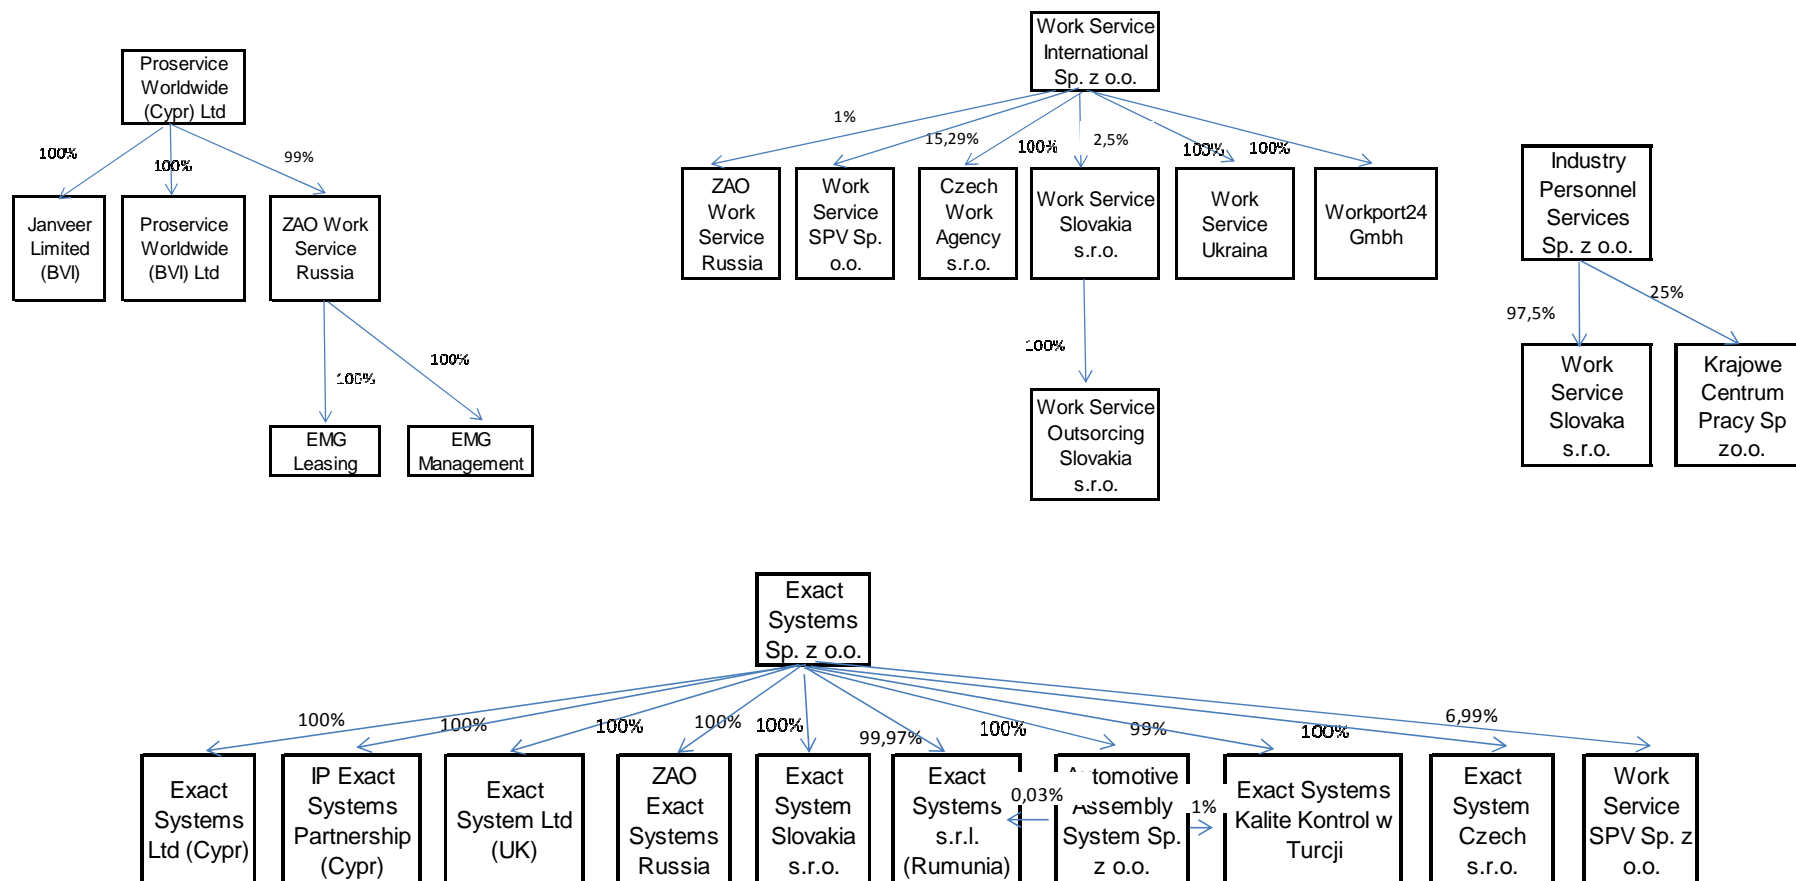 Proservice
Worldwide
(Cypr) Ltd
100%
100%
99%
Janveer
Limited
(BVI)
Proservice
Worldwide
(BVI) Ltd
ZAO Work
Service
Russia
100%
100%
EMG
Leasing
EMG
Management
Work Service
International
Sp. z o.o.
1%
15,29%
100%
2,5%
100%
100%
ZAO
Work
Service
Russia
Work
Service
SPV Sp.
o.o.
Czech
Work
Agency
s.r.o.
Work Service
Slovakia
s.r.o.
Work
Service
Ukraina
Workport24
Gmbh
100%
Work Service
Outsorcing
Slovakia
s.r.o.
Industry
Personnel
Services
Sp. z o.o.
97,5%
25%
Work
Service
Slovaka
s.r.o.
Krajowe
Centrum
Pracy Sp
zo.o.
Exact
Systems
Sp. z o.o.
100%
100%
100%
100%
100%
99,97%
100%
99%
100%
6,99%
Exact
Systems
Ltd (Cypr)
IP Exact
Systems
Partnership
(Cypr)
Exact
System Ltd
(UK)
ZAO
Exact
Systems
Russia
Exact
System
Slovakia
s.r.o.
Exact
Systems
s.r.l.
(Rumunia)
0,03%
Automotive
Assembly
System Sp.
z o.o.
1%
Exact Systems
Kalite Kontrol w
Turcji
Exact
System
Czech
s.r.o.
Work
Service
SPV Sp. z
o.o.